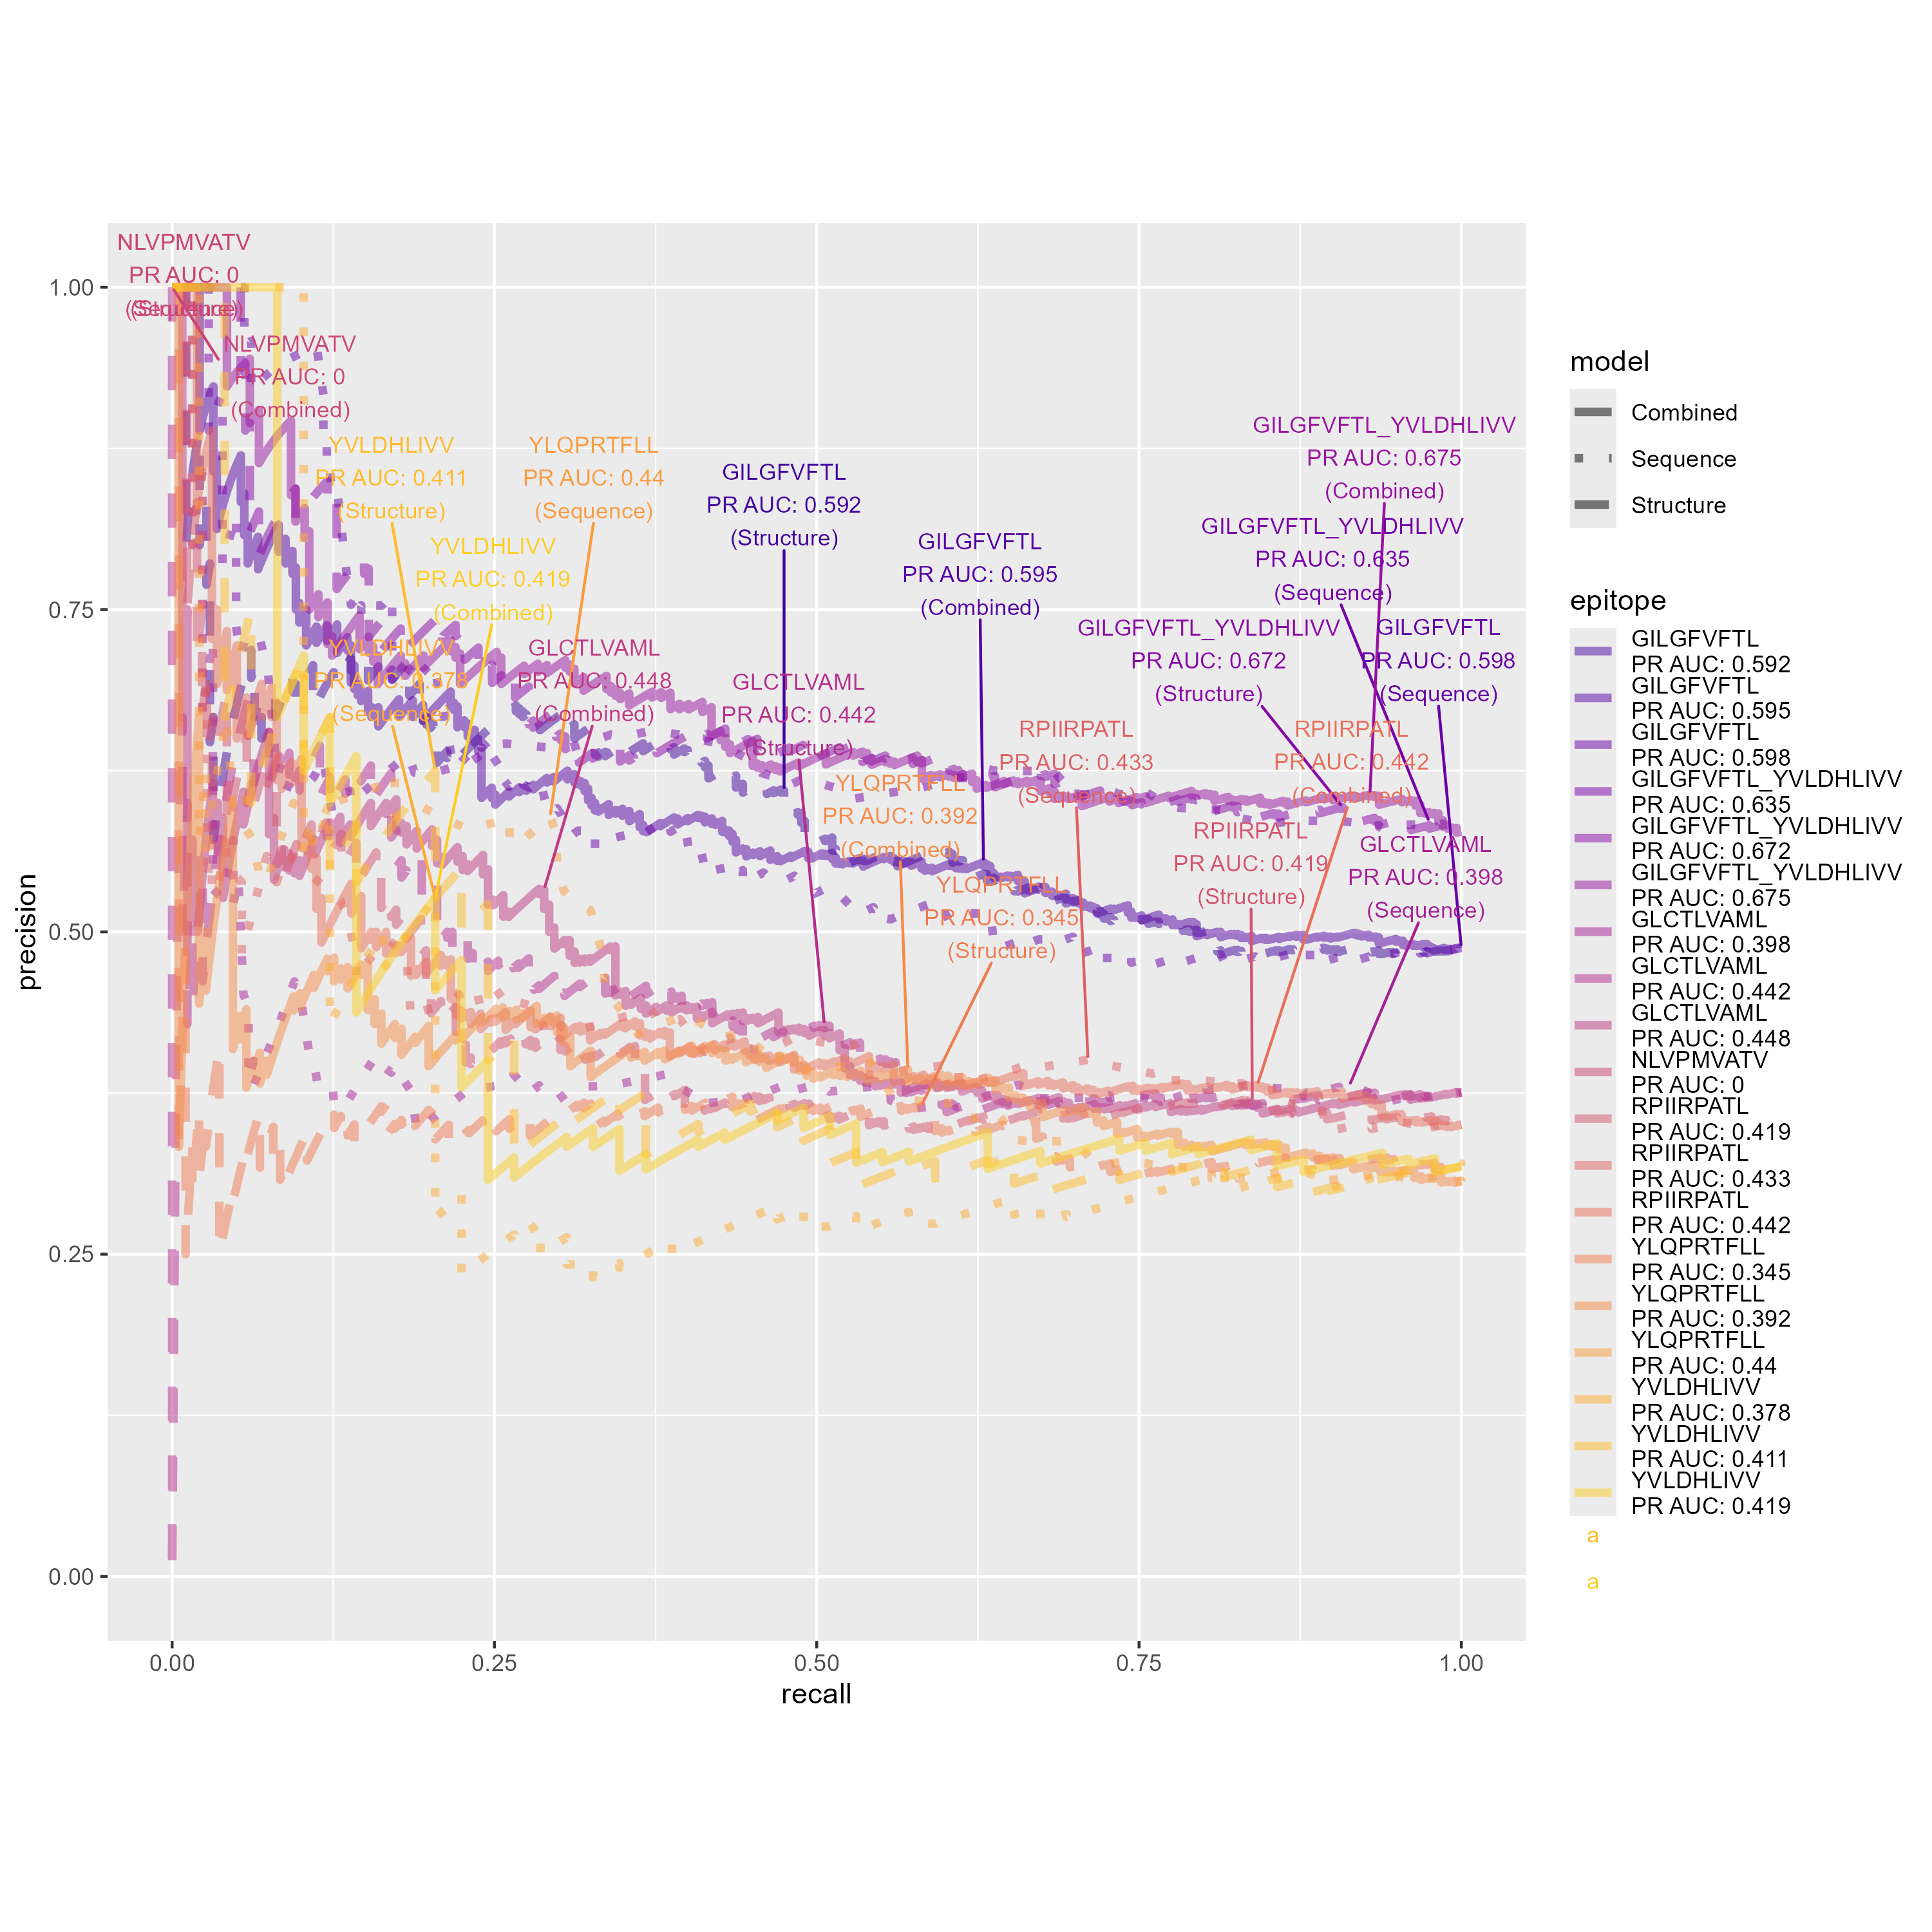 NLVPMVATV
PR AUC: 0
(Structure)
(Sequence)
NLVPMVATV
PR AUC: 0
(Combined)
YVLDHLIVV
PR AUC: 0.411
(Structure)
YLQPRTFLL
PR AUC: 0.44
(Sequence)
GILGFVFTL
PR AUC: 0.592
(Structure)
GILGFVFTL_YVLDHLIVV
PR AUC: 0.675
(Combined)
YVLDHLIVV
PR AUC: 0.419
(Combined)
GILGFVFTL
PR AUC: 0.595
(Combined)
GILGFVFTL_YVLDHLIVV
PR AUC: 0.635
(Sequence)
YVLDHLIVV
PR AUC: 0.378
(Sequence)
GLCTLVAML
PR AUC: 0.448
(Combined)
GLCTLVAML
PR AUC: 0.442
(Structure)
GILGFVFTL_YVLDHLIVV
PR AUC: 0.672
(Structure)
GILGFVFTL
PR AUC: 0.598
(Sequence)
RPIIRPATL
PR AUC: 0.433
(Sequence)
RPIIRPATL
PR AUC: 0.442
(Combined)
YLQPRTFLL
PR AUC: 0.392
(Combined)
YLQPRTFLL
PR AUC: 0.345
(Structure)
RPIIRPATL
PR AUC: 0.419
(Structure)
GLCTLVAML
PR AUC: 0.398
(Sequence)
precision
1.00
0.75
0.50
0.25
0.00
0.00
0.25
0.50
0.75
1.00
recall
model
Combined
Sequence
Structure
epitope
GILGFVFTL
PR AUC: 0.592
GILGFVFTL
PR AUC: 0.595
GILGFVFTL
PR AUC: 0.598
GILGFVFTL_YVLDHLIVV
PR AUC: 0.635
GILGFVFTL_YVLDHLIVV
PR AUC: 0.672
GILGFVFTL_YVLDHLIVV
PR AUC: 0.675
GLCTLVAML
PR AUC: 0.398
GLCTLVAML
PR AUC: 0.442
GLCTLVAML
PR AUC: 0.448
NLVPMVATV
PR AUC: 0
RPIIRPATL
PR AUC: 0.419
RPIIRPATL
PR AUC: 0.433
RPIIRPATL
PR AUC: 0.442
YLQPRTFLL
PR AUC: 0.345
YLQPRTFLL
PR AUC: 0.392
YLQPRTFLL
PR AUC: 0.44
YVLDHLIVV
PR AUC: 0.378
YVLDHLIVV
PR AUC: 0.411
YVLDHLIVV
PR AUC: 0.419
a
a